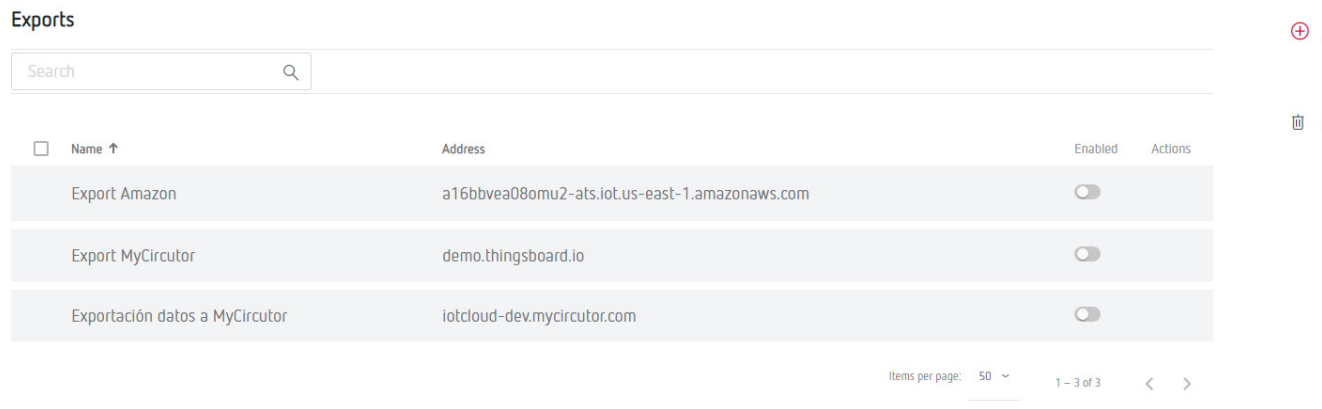 Exports
Search
Name ↑ Address Enabled Actions
Export Amazon a16bbvea08omu2-ats.iot.us-east-1.amazonaws.com
Export MyCircutor demo.thingsboard.io
Exportación datos a MyCircutor iotcloud-dev.mycircutor.com
Items per page: 50 1 – 3 of 3